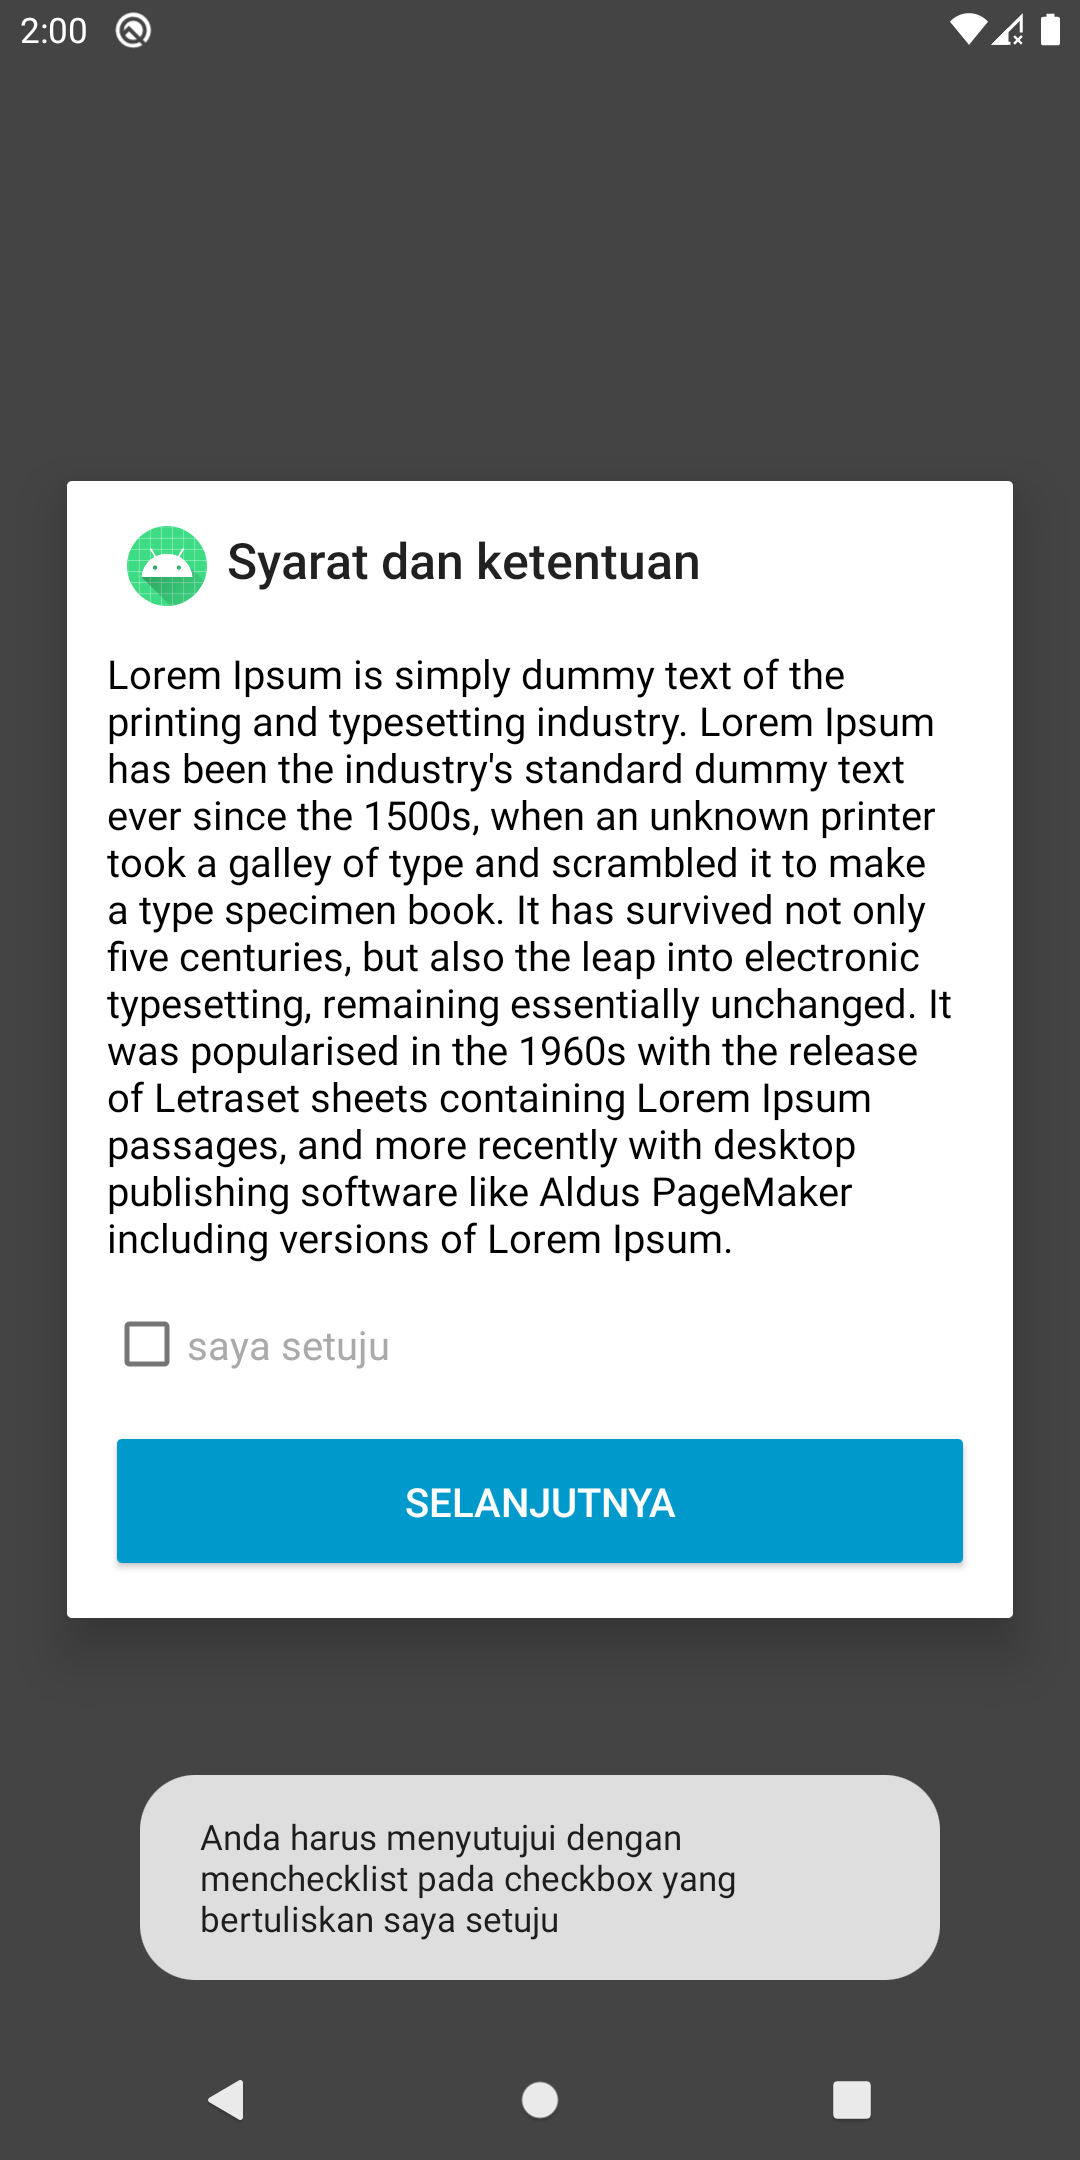 2:00
Syarat dan ketentuan
Lorem Ipsum is simply dummy text of the
printing and typesetting industry. Lorem Ipsum
has been the industry's standard dummy text
ever since the 1500s, when an unknown printer
took a galley of type and scrambled it to make
a type specimen book. It has survived not only
five centuries, but also the leap into electronic
typesetting, remaining essentially unchanged. It
was popularised in the 1960s with the release
of Letraset sheets containing Lorem Ipsum
passages, and more recently with desktop
publishing software like Aldus PageMaker
including versions of Lorem Ipsum.
saya setuju
SELANJUTNYA
Anda harus menyutujui dengan
menchecklist pada checkbox yang
bertuliskan saya setuju